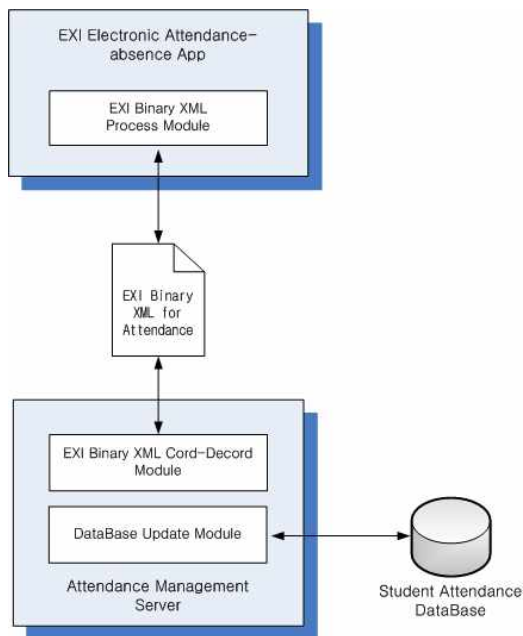 EXI Electronic Attendance-
absence App
EXI Binary XML
Process Module
EXI Binary
XML for
Attendance
EXI Binary XML Cord-Decord
Module
DataBase Update Module
Attendance Management
Server
Student Attendance
DataBase